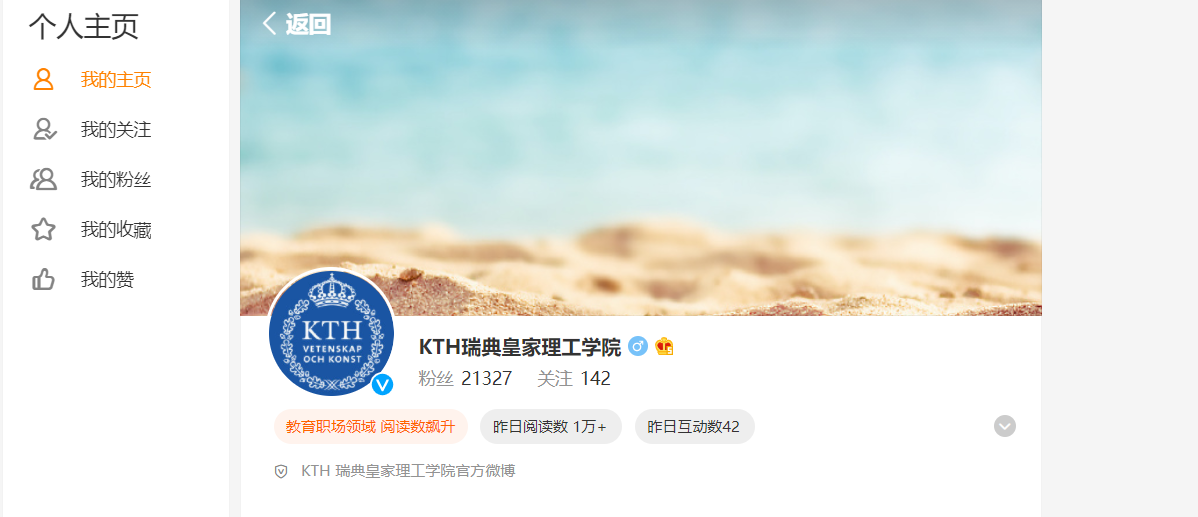 个人主页
我的主页
我的关注
我的粉丝
我的收藏
我的赞
返回
KTH
VETENSKAP
OCH KONST
KTH瑞典皇家理工学院
粉丝 21327 关注 142
教育职场领域 阅读数飙升 昨日阅读数 1万+ 昨日互动数42
KTH 瑞典皇家理工学院官方微博